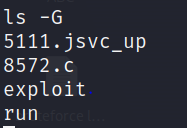 ls -G
5111.jsvc_up
8572.c
exploit
run